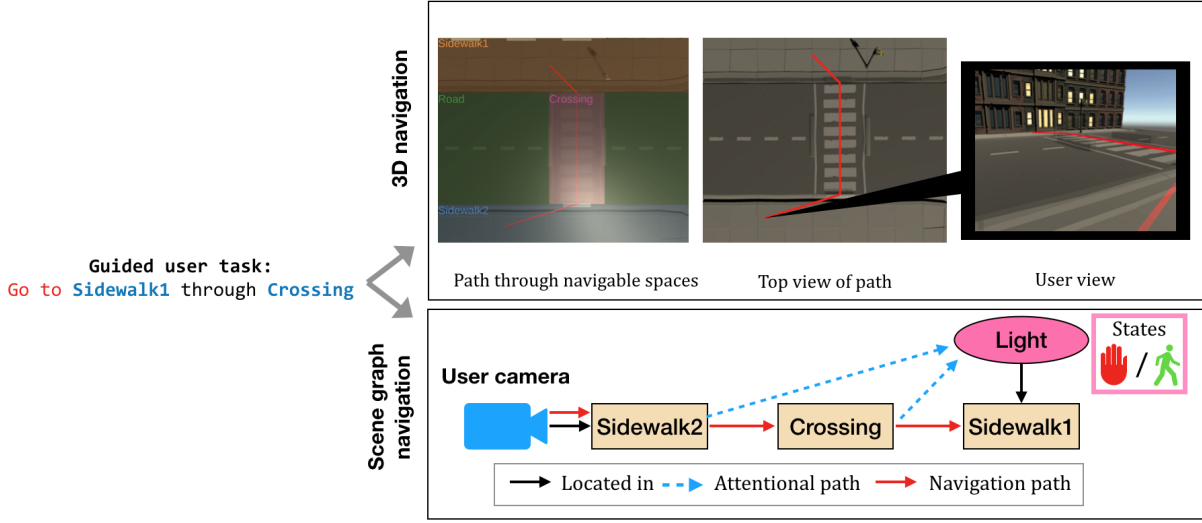 Guided user task:
Go to Sidewalk1 through Crossing
3D navigation
Sidewalk1
Road
Crossing
Sidewalk2
Path through navigable spaces
Top view of path
User view
Scene graph
navigation
User camera
Light
States
/
Sidewalk2
Crossing
Sidewalk1
Located in
Attentional path
Navigation path